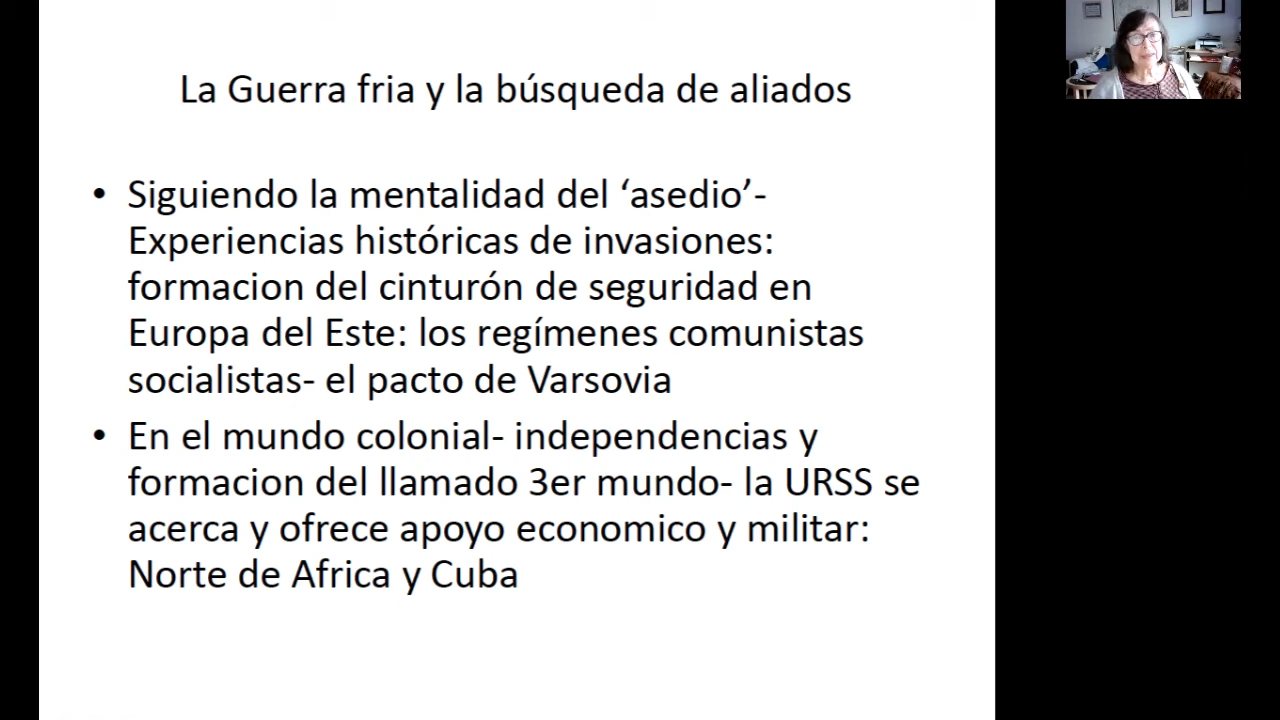 La Guerra fria y la búsqueda de aliados
• Siguiendo la mentalidad del ‘asedio’-
Experiencias históricas de invasiones:
formacion del cinturón de seguridad en
Europa del Este: los regímenes comunistas
socialistas- el pacto de Varsovia
• En el mundo colonial- independencias y
formacion del llamado 3er mundo- la URSS se
acerca y ofrece apoyo economico y militar:
Norte de Africa y Cuba